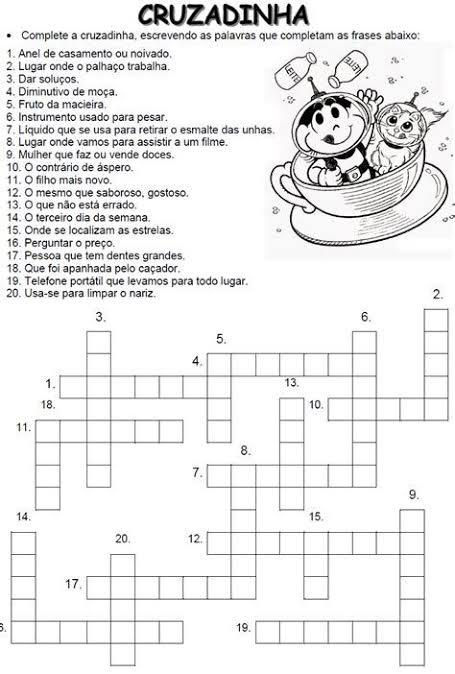 CRUZADINHA
• Complete a cruzadinha, escrevendo as palavras que completam as frases abaixo:
1. Anel de casamento ou noivado.
2. Lugar onde o palhaço trabalha.
3. Dar soluços.
4. Diminutivo de moça.
5. Fruto da macieira.
6. Instrumento usado para pesar.
7. Líquido que se usa para retirar o esmalte das unhas.
8. Lugar onde vamos para assistir a um filme.
9. Mulher que faz ou vende doces.
10. O contrário de áspero.
11. O filho mais novo.
12. O mesmo que saboroso, gostoso.
13. O que não está errado.
14. O terceiro dia da semana.
15. Onde se localizam as estrelas.
16. Perguntar o preço.
17. Pessoa que tem dentes grandes.
18. Que foi apanhada pelo caçador.
19. Telefone portátil que levamos para todo lugar.
20. Usa-se para limpar o nariz.
LEITE
LEITE
2.
3.
6.
5.
4.
1.
13.
18.
10.
11.
8.
7.
9.
14.
15.
20.
12.
17.
6.
19.